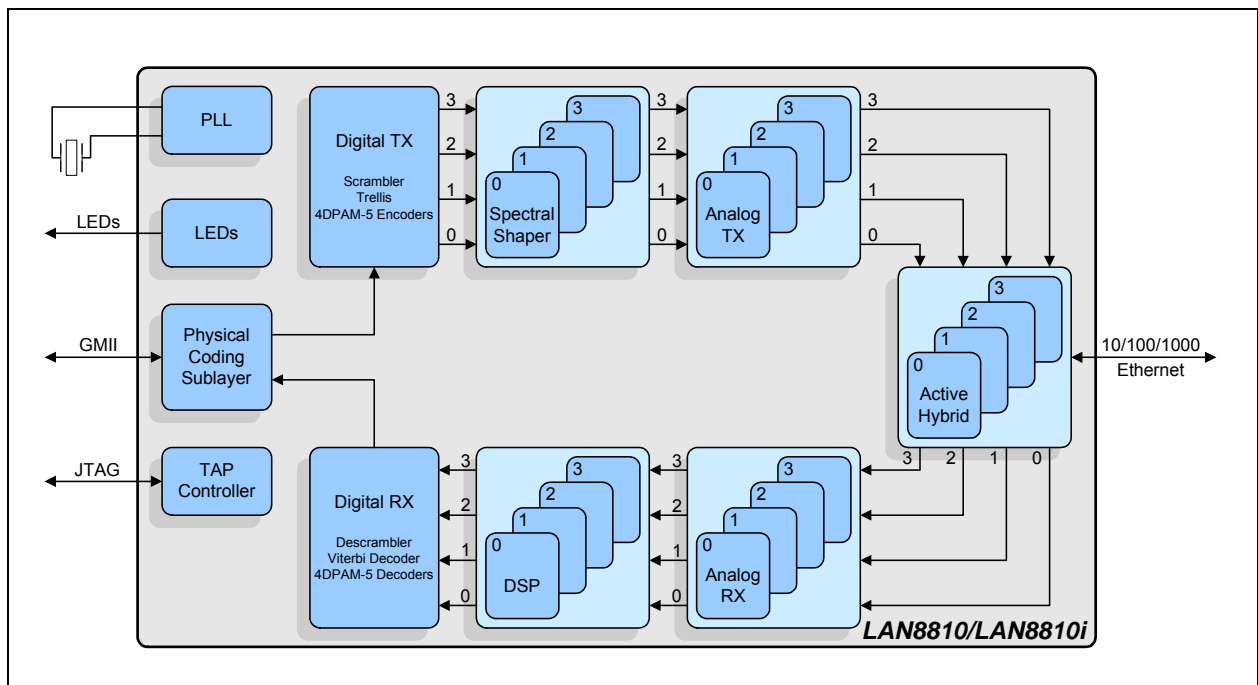 PLL
LEDs
LEDs
GMII
Physical
Coding
Sublayer
JTAG
TAP
Controller
Digital TX
Scrambler
Trellis
4DPAM-5 Encoders
3
2
1
0
3
2
1
0
Spectral
Shaper
3
2
1
0
3
2
1
0
Analog
TX
3
2
1
0
3
2
1
0
Active
Hybrid
10/100/1000
Ethernet
3 2 1 0
Digital RX
Descrambler
Viterbi Decoder
4DPAM-5 Decoders
3
2
1
0
3
2
1
0
DSP
3
2
1
0
3
2
1
0
Analog
RX
LAN8810/LAN8810i